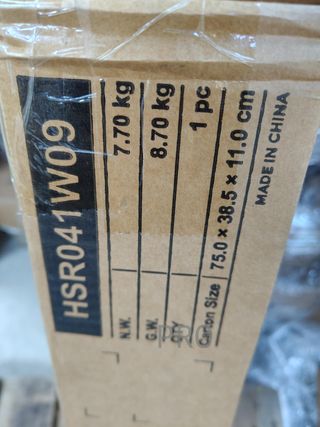 HSR041W09
N.W. 7.70 kg
G.W. 8.70 kg
QTY 1 pc
Carton Size 75.0 × 38.5 × 11.0 cm
MADE IN CHINA